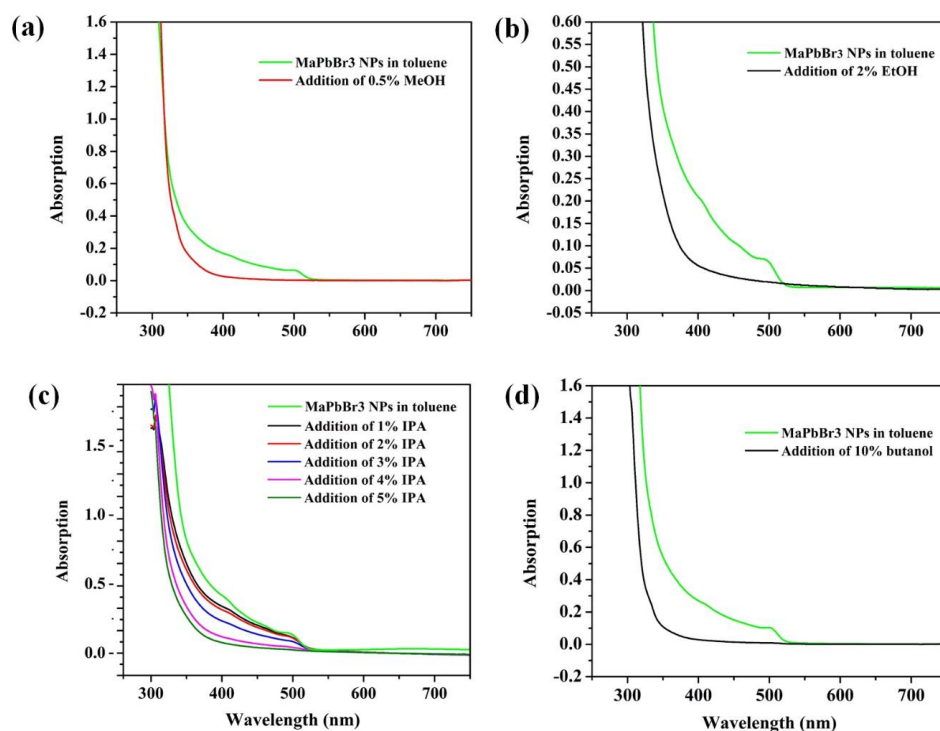 (a)
1.6
1.4
1.2
1.0
0.8
0.6
0.4
0.2
0.0
-0.2
Absorption
MaPbBr3 NPs in toluene
Addition of 0.5% MeOH
300 400 500 600 700
(b)
0.60
0.55
0.50
0.45
0.40
0.35
0.30
0.25
0.20
0.15
0.10
0.05
0.00
-0.05
Absorption
MaPbBr3 NPs in toluene
Addition of 2% EtOH
300 400 500 600 700
(c)
1.5
1.0
0.5
0.0
Absorption
MaPbBr3 NPs in toluene
Addition of 1% IPA
Addition of 2% IPA
Addition of 3% IPA
Addition of 4% IPA
Addition of 5% IPA
300 400 500 600 700
Wavelength (nm)
(d)
1.6
1.4
1.2
1.0
0.8
0.6
0.4
0.2
0.0
-0.2
Absorption
MaPbBr3 NPs in toluene
Addition of 10% butanol
300 400 500 600 700
Wavelength (nm)